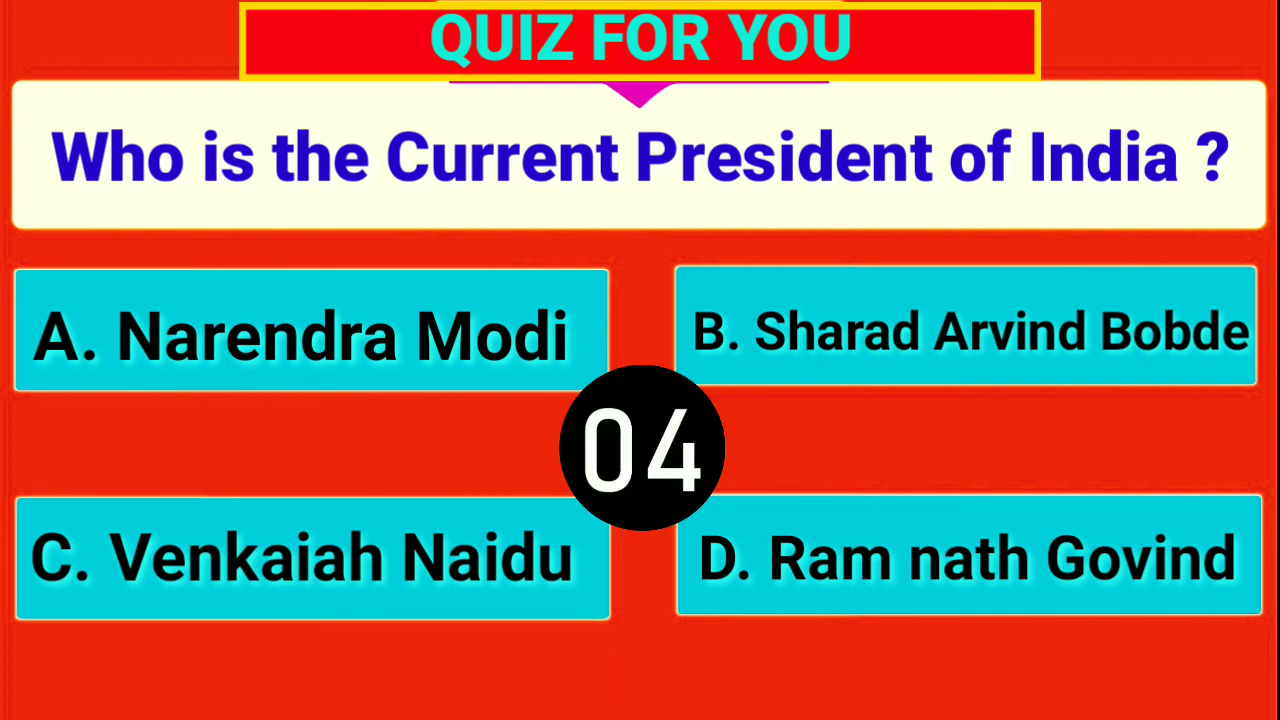 QUIZ FOR YOU
Who is the Current President of India ?
A. Narendra Modi
B. Sharad Arvind Bobde
04
C. Venkaiah Naidu
D. Ram nath Govind